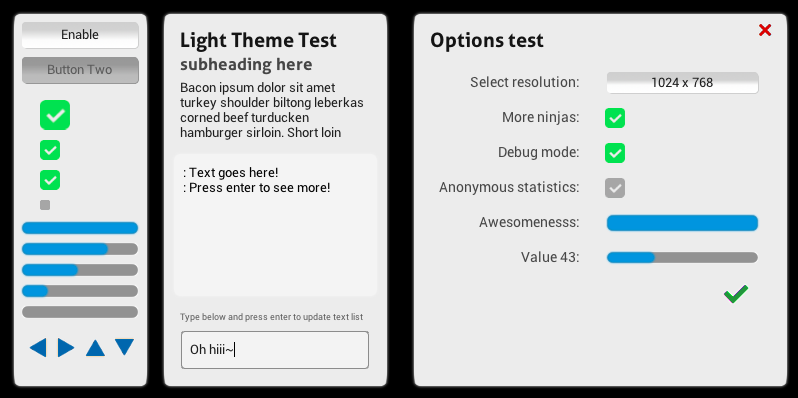 Enable
Button Two
Light Theme Test
subheading here
Bacon ipsum dolor sit amet
turkey shoulder biltong leberkas
corned beef turducken
hamburger sirloin. Short loin
: Text goes here!
: Press enter to see more!
Type below and press enter to update text list
Oh hiii~
Options test
Select resolution: 1024 x 768
More ninjas:
Debug mode:
Anonymous statistics:
Awesomenesss:
Value 43: